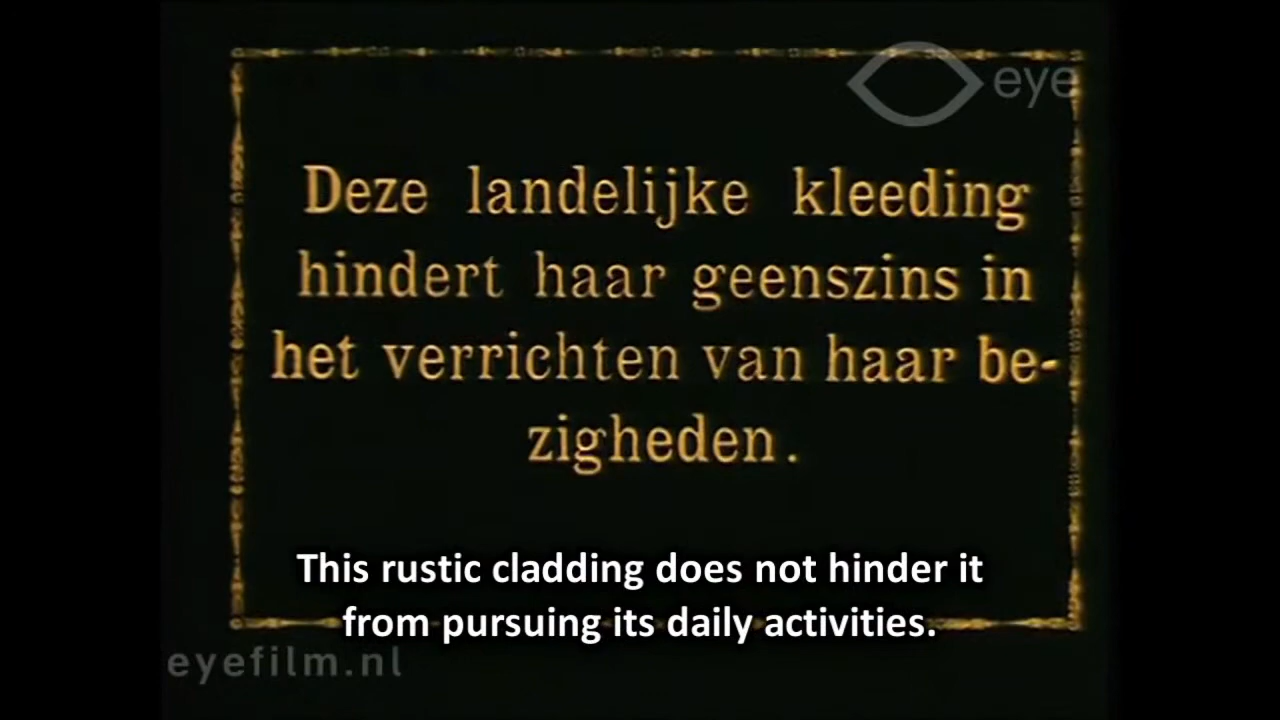 eye
Deze landelijke kleeding
hindert haar geenszins in
het verrichten van haar be-
zigheden.
This rustic cladding does not hinder it
from pursuing its daily activities.
eyefilm.nl